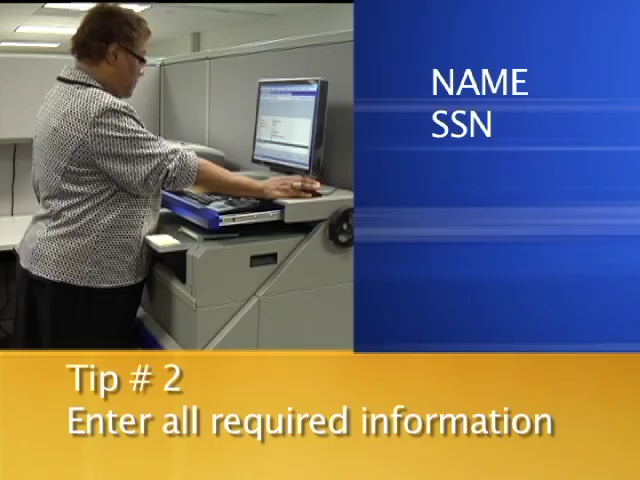 NAME
SSN
Tip # 2
Enter all required information